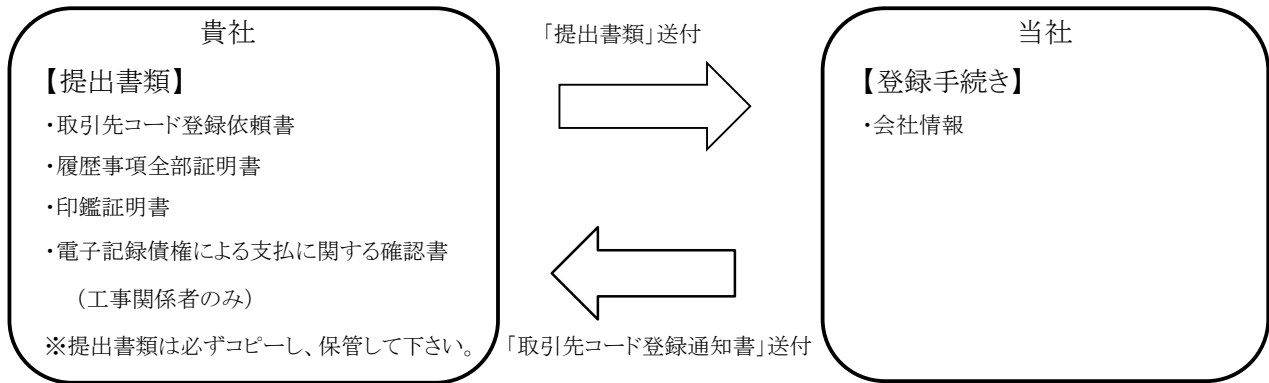 貴社
【提出書類】
・取引先コード登録依頼書
・履歴事項全部証明書
・印鑑証明書
・電子記録債権による支払に関する確認書
（工事関係者のみ）
※提出書類は必ずコピーし、保管して下さい。
「提出書類」送付
「取引先コード登録通知書」送付
当社
【登録手続き】
・会社情報